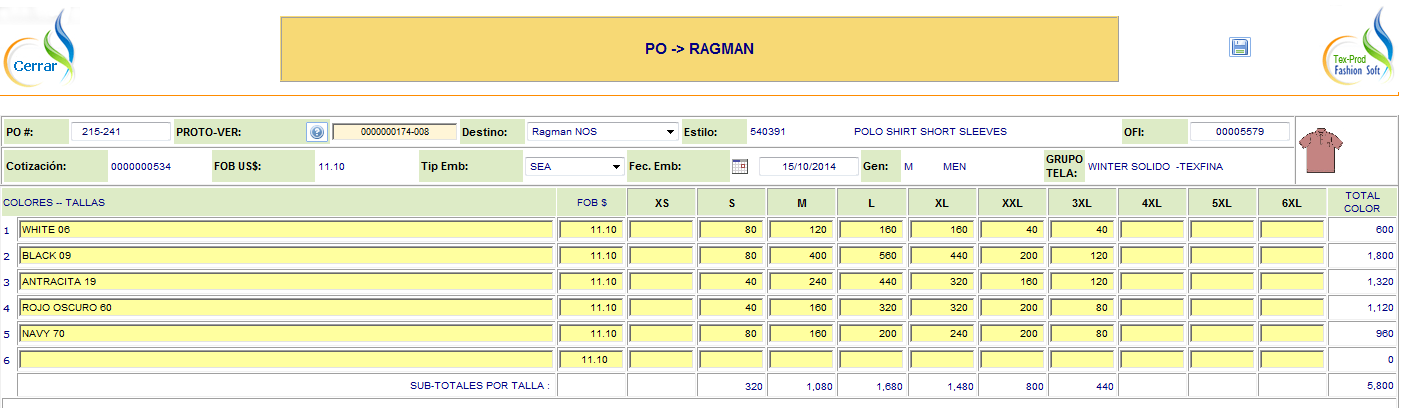 Cerrar
PO -> RAGMAN
Tex-Prod
Fashion Soft
PO #: 215-241 PROTO-VER: 0000000174-008 Destino: Ragman NOS Estilo: 540391 POLO SHIRT SHORT SLEEVES OFI: 00005579
Cotización: 0000000534 FOB US$: 11.10 Tip Emb: SEA Fec. Emb: 15/10/2014 Gen: M MEN GRUPO TELA: WINTER SOLIDO -TEXFINA
COLORES -- TALLAS FOB $ XS S M L XL XXL 3XL 4XL 5XL 6XL TOTAL COLOR
1 WHITE 06 11.10 80 120 160 160 40 40 600
2 BLACK 09 11.10 80 400 560 440 200 120 1,800
3 ANTRACITA 19 11.10 40 240 440 320 160 120 1,320
4 ROJO OSCURO 60 11.10 40 160 320 320 200 80 1,120
5 NAVY 70 11.10 80 160 200 240 200 80 960
6 11.10 0
SUB-TOTALES POR TALLA : 320 1,080 1,680 1,480 800 440 5,800